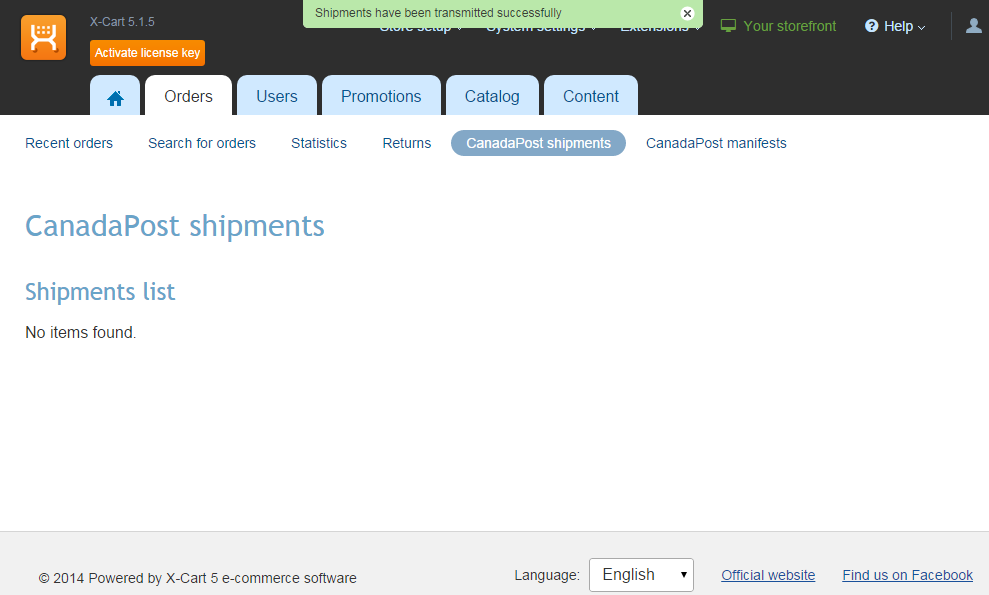 Shipments have been transmitted successfully
X-Cart 5.1.5
Store setup
System settings
Extensions
Your storefront
Help
Activate license key
Orders Users Promotions Catalog Content
Recent orders Search for orders Statistics Returns CanadaPost shipments CanadaPost manifests
CanadaPost shipments
Shipments list
No items found.
© 2014 Powered by X-Cart 5 e-commerce software Language: English Official website Find us on Facebook